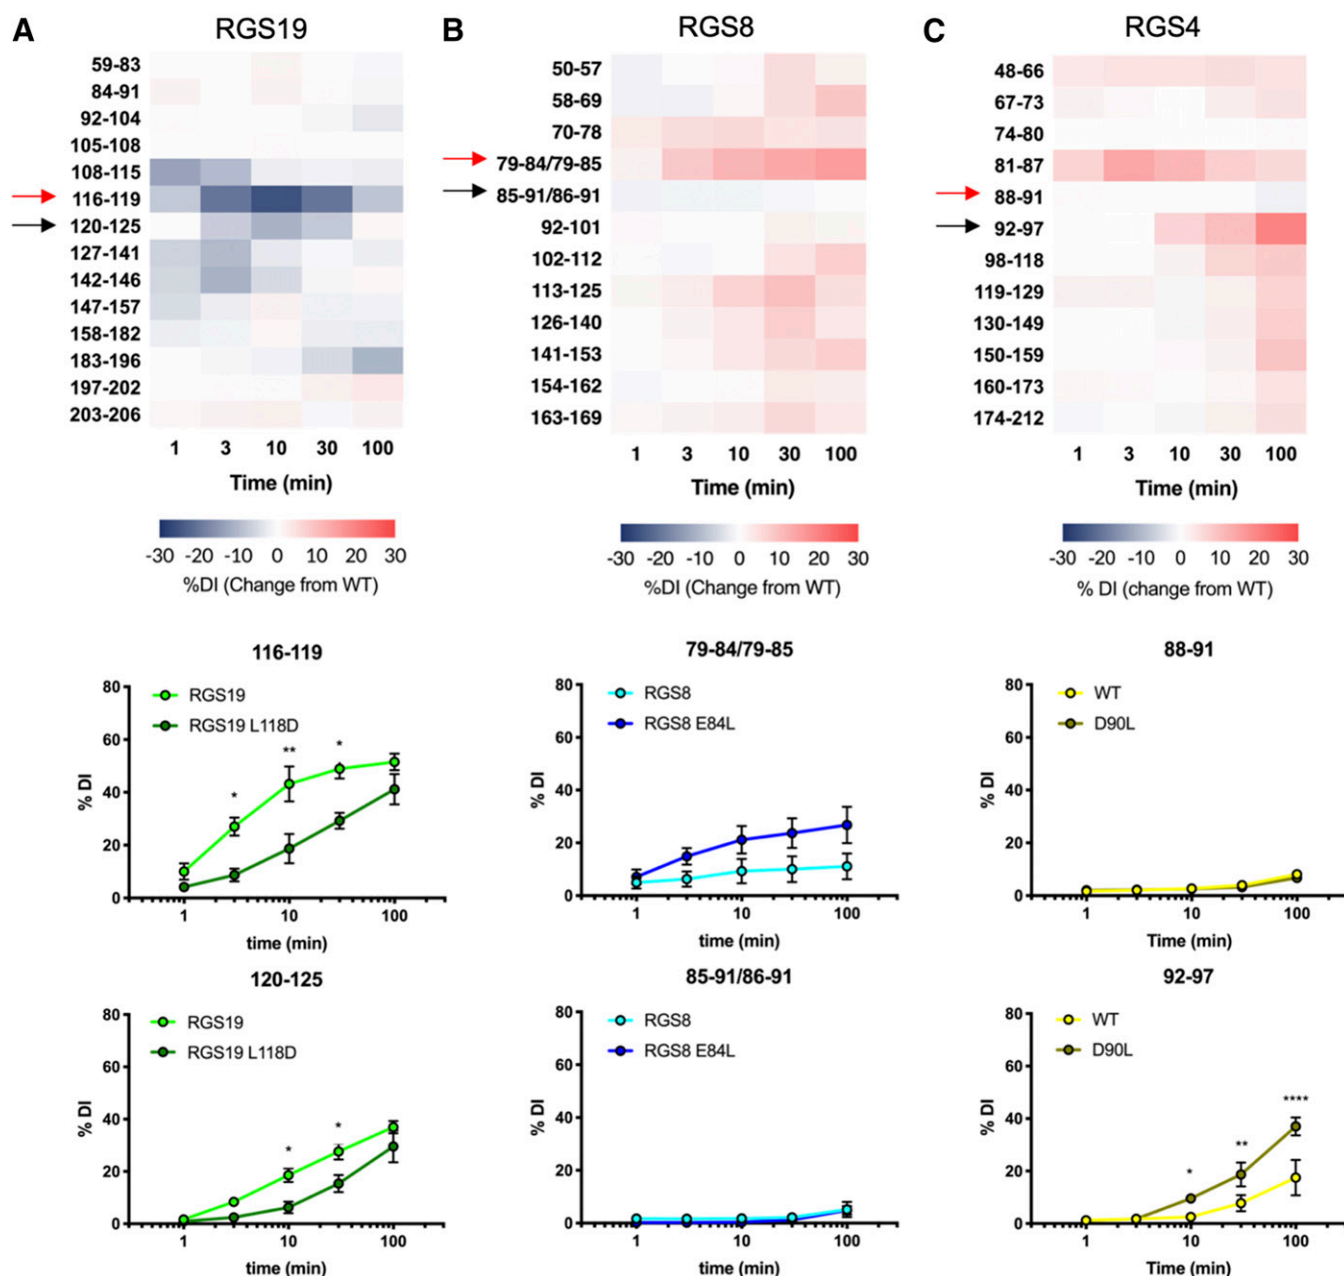 A
RGS19
59-83
84-91
92-104
105-108
108-115
116-119
120-125
127-141
142-146
147-157
158-182
183-196
197-202
203-206
1 3 10 30 100
Time (min)
-30 -20 -10 0 10 20 30
%DI (Change from WT)
B
RGS8
50-57
58-69
70-78
79-84/79-85
85-91/86-91
92-101
102-112
113-125
126-140
141-153
154-162
163-169
1 3 10 30 100
Time (min)
-30 -20 -10 0 10 20 30
%DI (Change from WT)
C
RGS4
48-66
67-73
74-80
81-87
88-91
92-97
98-118
119-129
130-149
150-159
160-173
174-212
1 3 10 30 100
Time (min)
-30 -20 -10 0 10 20 30
% DI (change from WT)
116-119
RGS19
RGS19 L118D
% DI
80
60
40
20
0
* ** *
1 10 100
time (min)
79-84/79-85
RGS8
RGS8 E84L
% DI
80
60
40
20
0
1 10 100
time (min)
88-91
WT
D90L
% DI
80
60
40
20
0
1 10 100
Time (min)
120-125
RGS19
RGS19 L118D
% DI
80
60
40
20
0
* *
1 10 100
time (min)
85-91/86-91
RGS8
RGS8 E84L
% DI
80
60
40
20
0
1 10 100
time (min)
92-97
WT
D90L
% DI
80
60
40
20
0
* ** ****
1 10 100
Time (min)